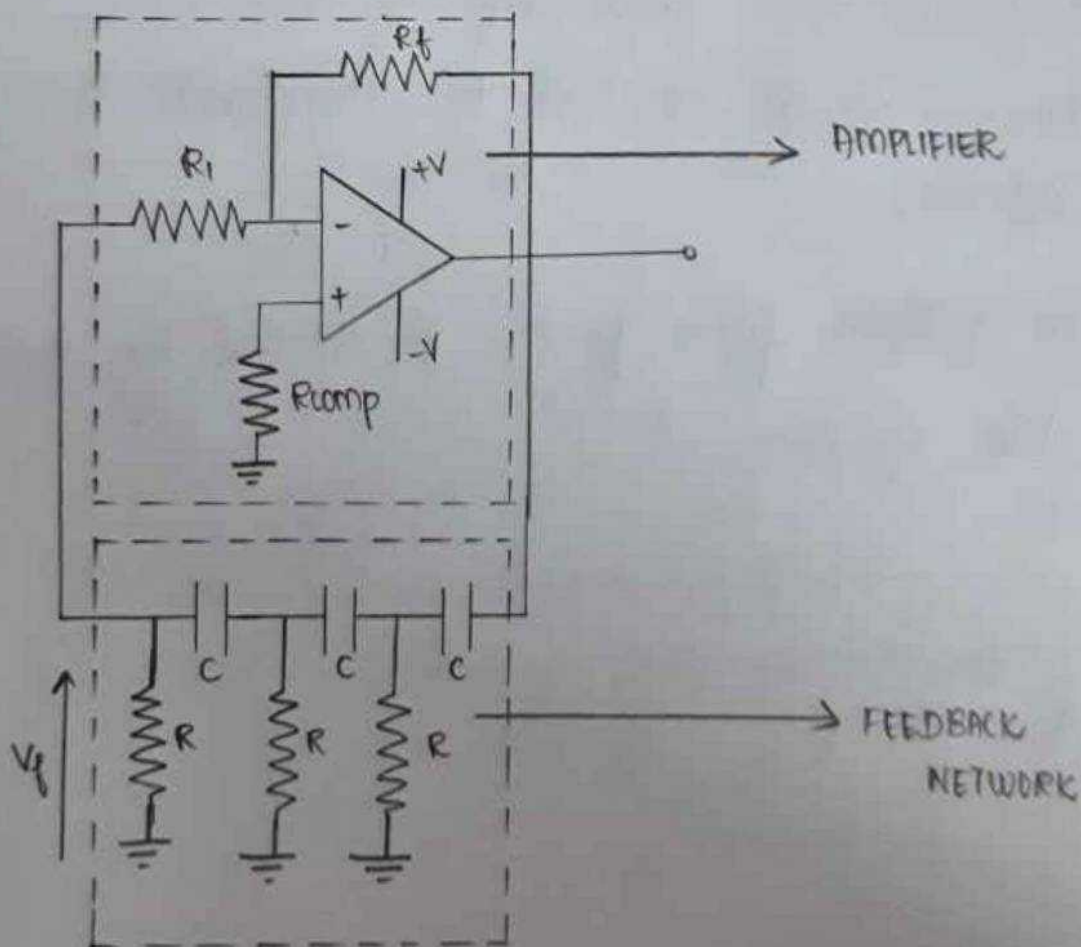 Rf
AMPLIFIER
R1
+V
-
+
-V
Rcomp
C
C
C
R
R
R
Vf
FEEDBACK
NETWORK